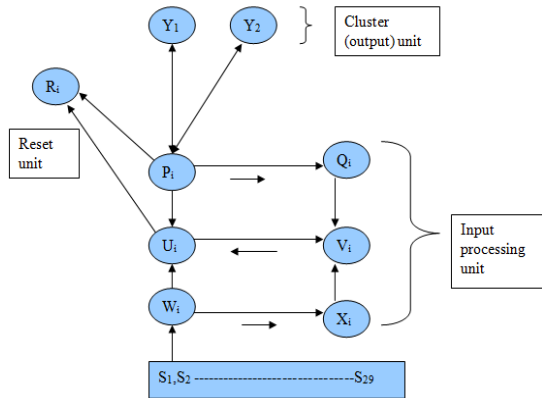 Y1
Y2
Cluster
(output) unit
Ri
Reset
unit
Pi
Qi
Ui
Vi
Input
processing
unit
Wi
Xi
S1,S2 ----------------------------------S29